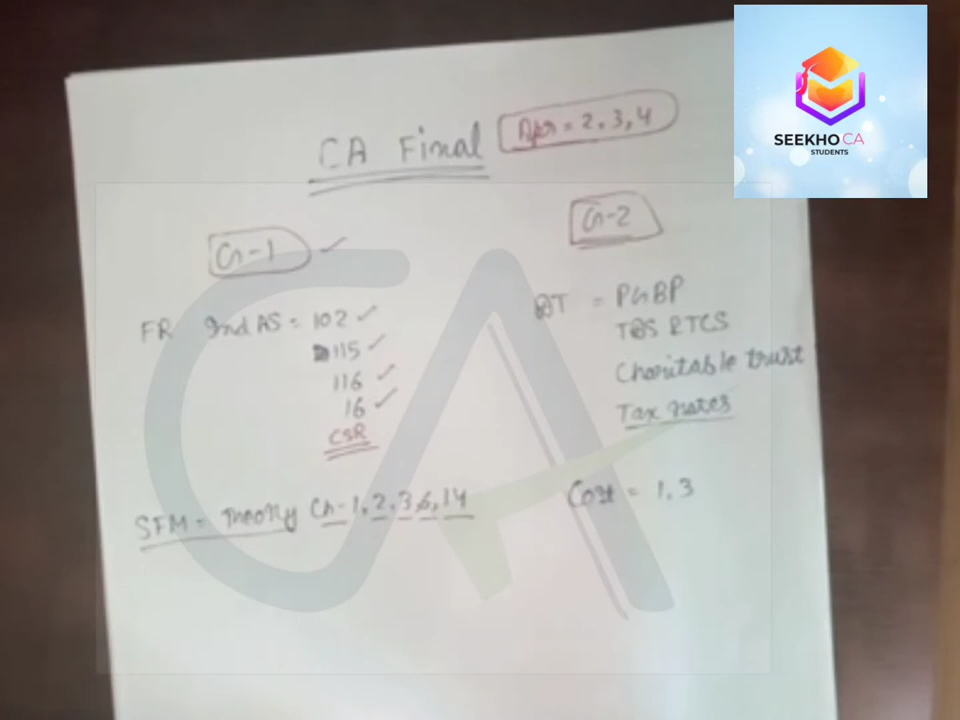 SEEKHO CA
STUDENTS
CA Final
Apr = 2, 3, 4
G-1 ✓
FR Ind AS = 102 ✓
115 ✓
116 ✓
16 ✓
CSR
SFM = Theory Ch-1, 2, 3, 6, 14
G-2
DT = PGBP
TDS & TCS
Charitable trust
Tax rates
Cost = 1, 3
CA